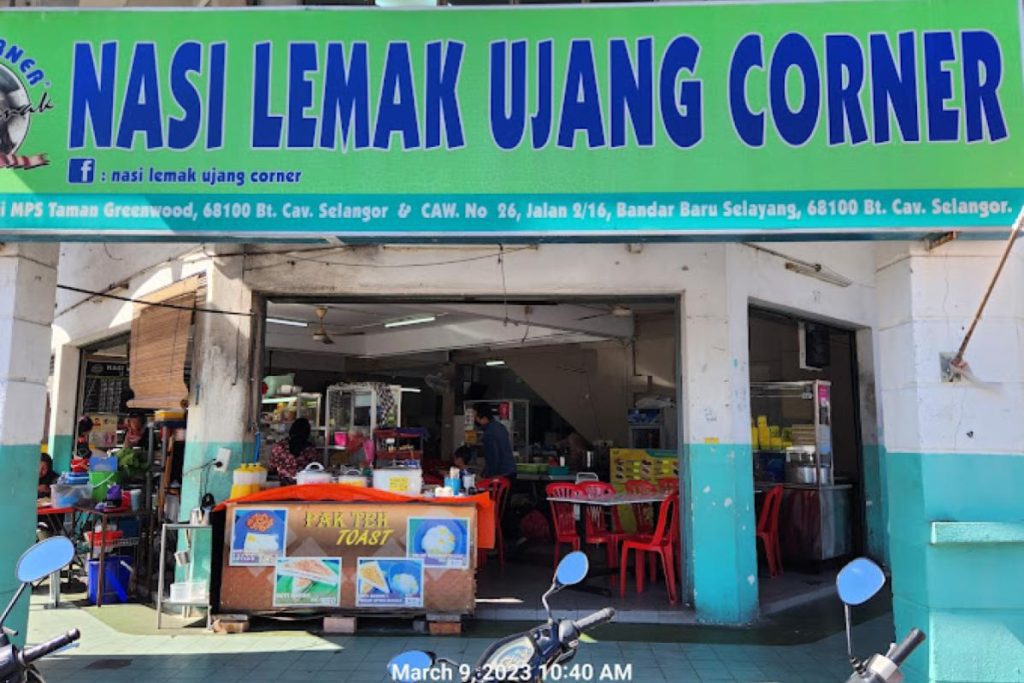 NASI LEMAK UJANG CORNER
f : nasi lemak ujang corner
MPS Taman Greenwood, 68100 Bt. Cav. Selangor & CAW. No 26, Jalan 2/16, Bandar Baru Selayang, 68100 Bt. Cav. Selangor.
PAK TEH
TOAST
March 9, 2023 10:40 AM